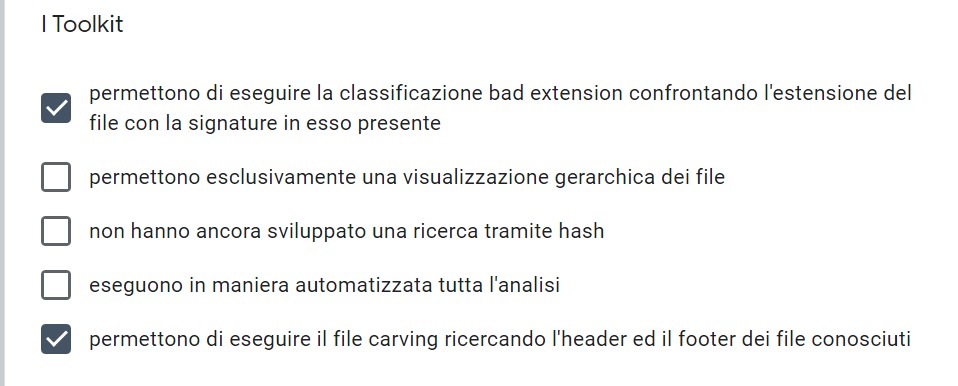 I Toolkit
permettono di eseguire la classificazione bad extension confrontando l'estensione del
file con la signature in esso presente
permettono esclusivamente una visualizzazione gerarchica dei file
non hanno ancora sviluppato una ricerca tramite hash
eseguono in maniera automatizzata tutta l'analisi
permettono di eseguire il file carving ricercando l'header ed il footer dei file conosciuti